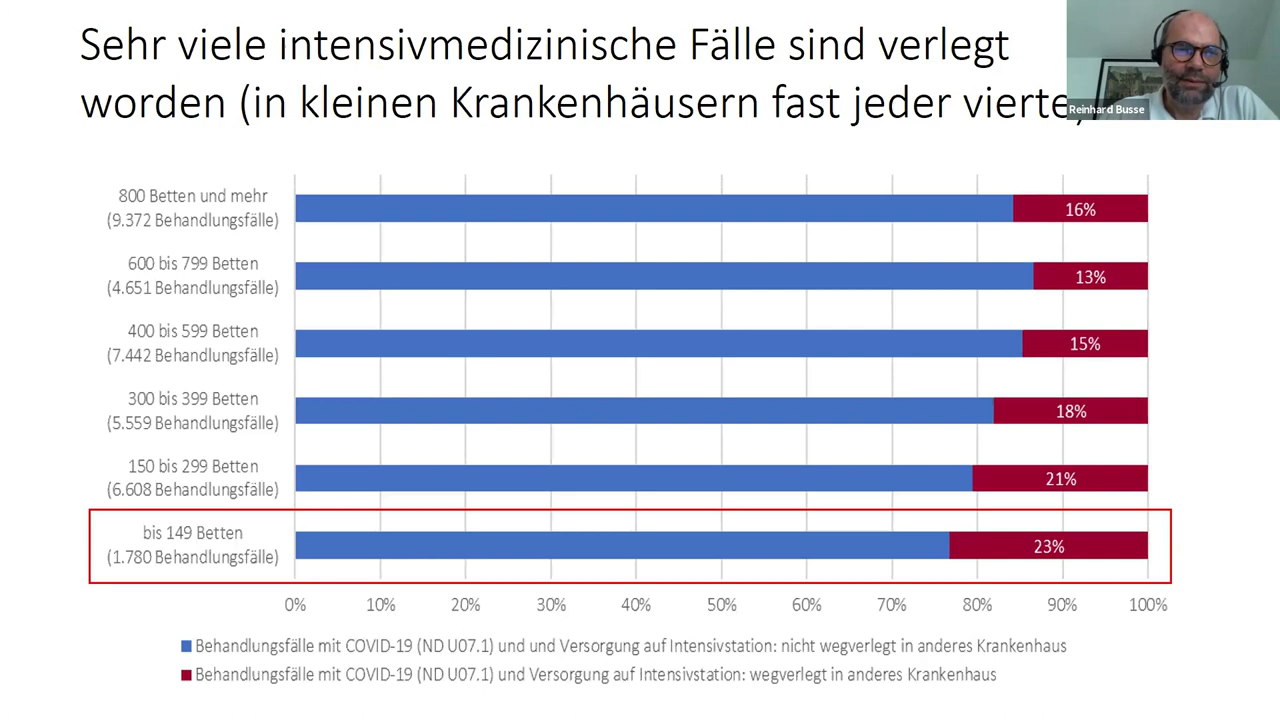 Sehr viele intensivmedizinische Fälle sind verlegt
worden (in kleinen Krankenhäusern fast jeder vierte)
Reinhard Busse
800 Betten und mehr
(9.372 Behandlungsfälle)
16%
600 bis 799 Betten
(4.651 Behandlungsfälle)
13%
400 bis 599 Betten
(7.442 Behandlungsfälle)
15%
300 bis 399 Betten
(5.559 Behandlungsfälle)
18%
150 bis 299 Betten
(6.608 Behandlungsfälle)
21%
bis 149 Betten
(1.780 Behandlungsfälle)
23%
0% 10% 20% 30% 40% 50% 60% 70% 80% 90% 100%
Behandlungsfälle mit COVID-19 (ND U07.1) und und Versorgung auf Intensivstation: nicht wegverlegt in anderes Krankenhaus
Behandlungsfälle mit COVID-19 (ND U07.1) und Versorgung auf Intensivstation: wegverlegt in anderes Krankenhaus